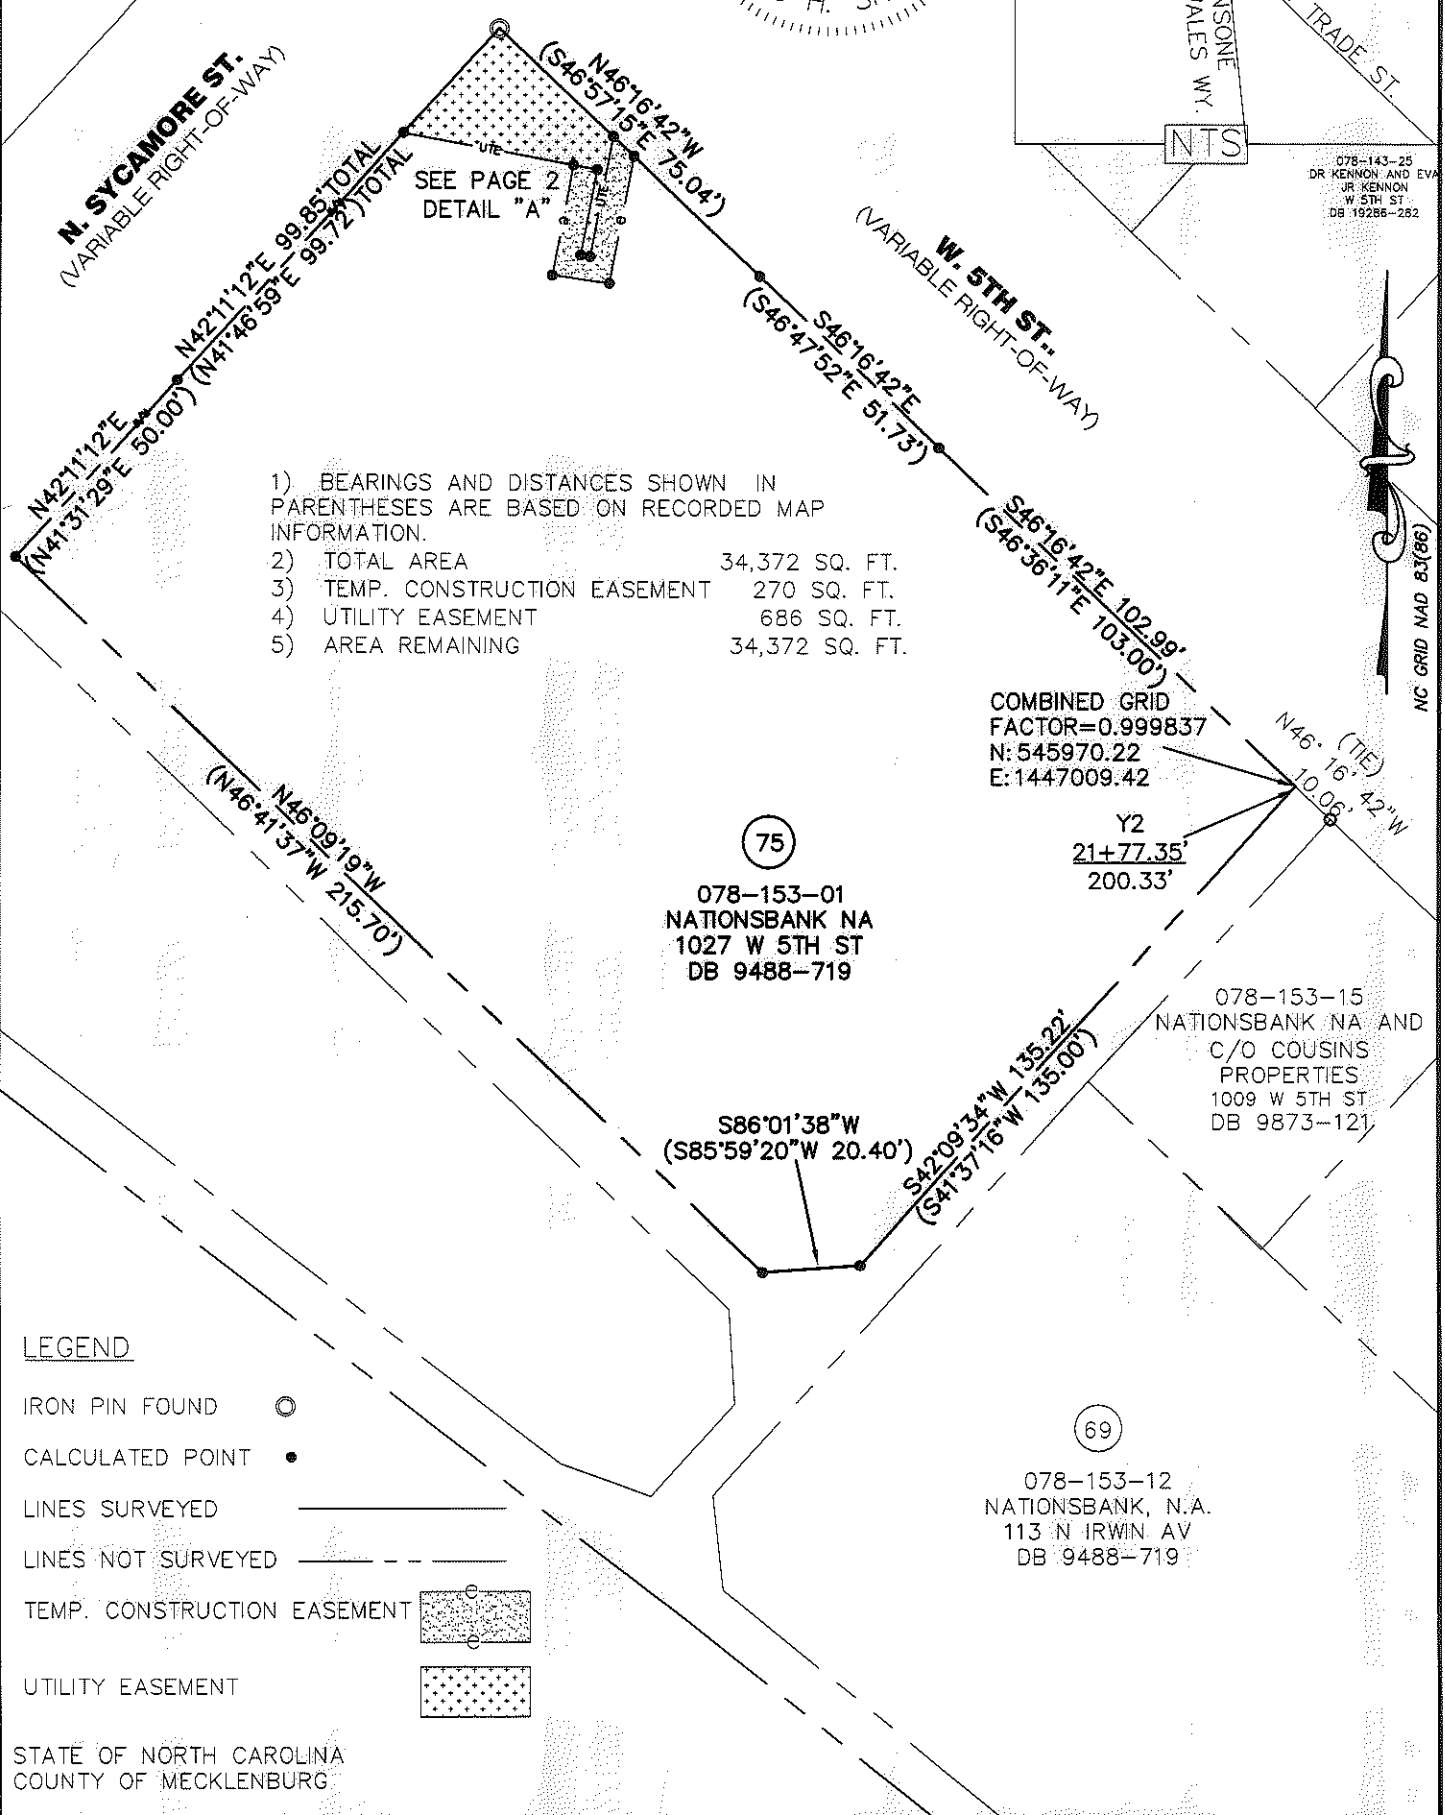 H.
NSONE
WALES WY.
TRADE ST.
NTS
078-143-25
DR KENNON AND EVA
JR KENNON
W 5TH ST
DB 19286-282
N. SYCAMORE ST.
(VARIABLE RIGHT-OF-WAY)
N46°16'42"W
(S46°57'15"E 75.04')
UTE
SEE PAGE 2
DETAIL "A"
N42°11'12"E 99.85' TOTAL
(N41°46'59"E 99.72')TOTAL
W. 5TH ST..
(VARIABLE RIGHT-OF-WAY)
S46°16'42"E
(S46°47'52"E 51.73')
N42°11'12"E
(N41°31'29"E 50.00')
1) BEARINGS AND DISTANCES SHOWN IN
PARENTHESES ARE BASED ON RECORDED MAP
INFORMATION.
2) TOTAL AREA 34,372 SQ. FT.
3) TEMP. CONSTRUCTION EASEMENT 270 SQ. FT.
4) UTILITY EASEMENT 686 SQ. FT.
5) AREA REMAINING 34,372 SQ. FT.
S46°16'42"E 102.99'
(S46°36'11"E 103.00')
NC GRID NAD 83(86)
COMBINED GRID
FACTOR=0.999837
N:545970.22
E:1447009.42
(TIE)
N46° 16' 42"W
10.06'
Y2
21+77.35'
200.33'
N46°09'19"W
(N46°41'37"W 215.70')
75
078-153-01
NATIONSBANK NA
1027 W 5TH ST
DB 9488-719
078-153-15
NATIONSBANK NA AND
C/O COUSINS
PROPERTIES
1009 W 5TH ST
DB 9873-121
S42°09'34"W 135.22'
(S41°37'16"W 135.00')
S86°01'38"W
(S85°59'20"W 20.40')
LEGEND
IRON PIN FOUND
CALCULATED POINT
LINES SURVEYED
LINES NOT SURVEYED
TEMP. CONSTRUCTION EASEMENT
e
e
UTILITY EASEMENT
69
078-153-12
NATIONSBANK, N.A.
113 N IRWIN AV
DB 9488-719
STATE OF NORTH CAROLINA
COUNTY OF MECKLENBURG